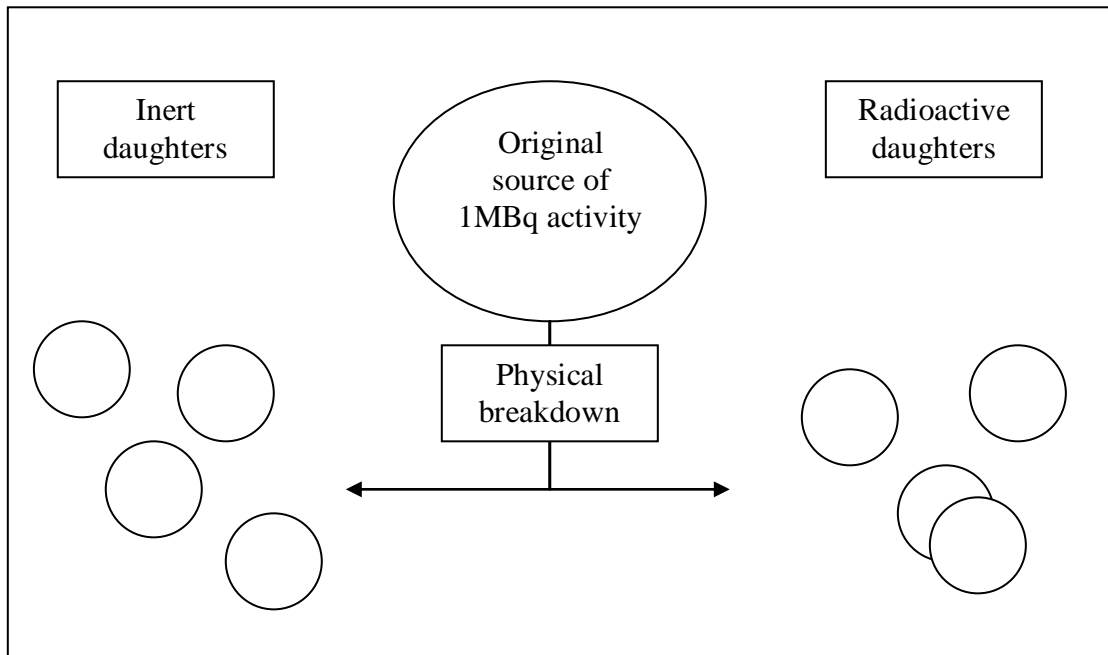 Inert
daughters
Original
source of
1MBq activity
Radioactive
daughters
Physical
breakdown